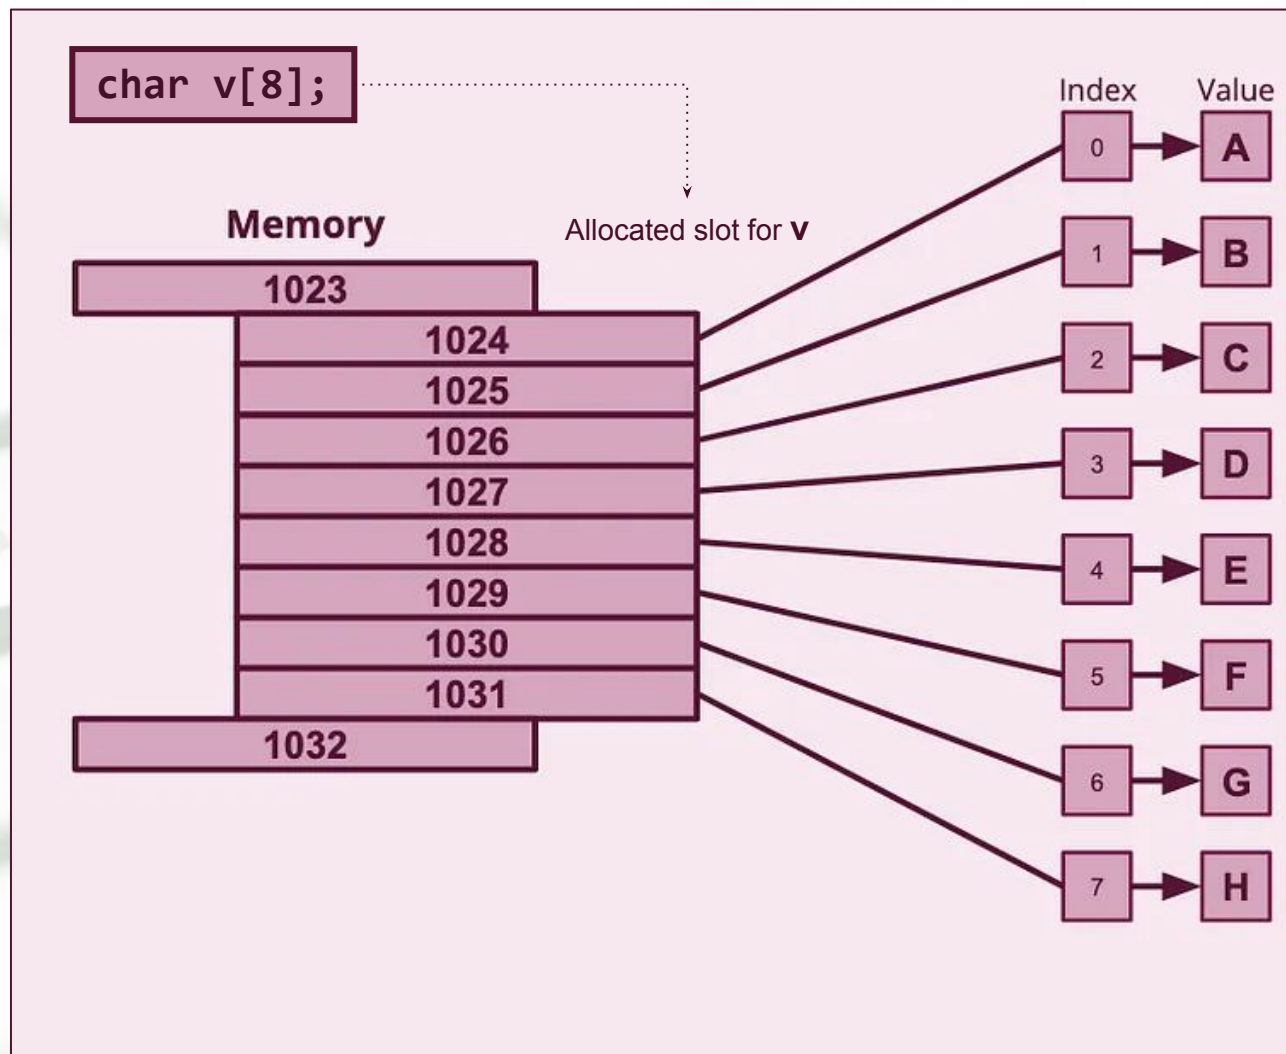 char v[8];
Index Value
0 A
Memory
Allocated slot for v
1 B
1023
1024
2 C
1025
1026
3 D
1027
1028
4 E
1029
1030
5 F
1031
1032
6 G
7 H